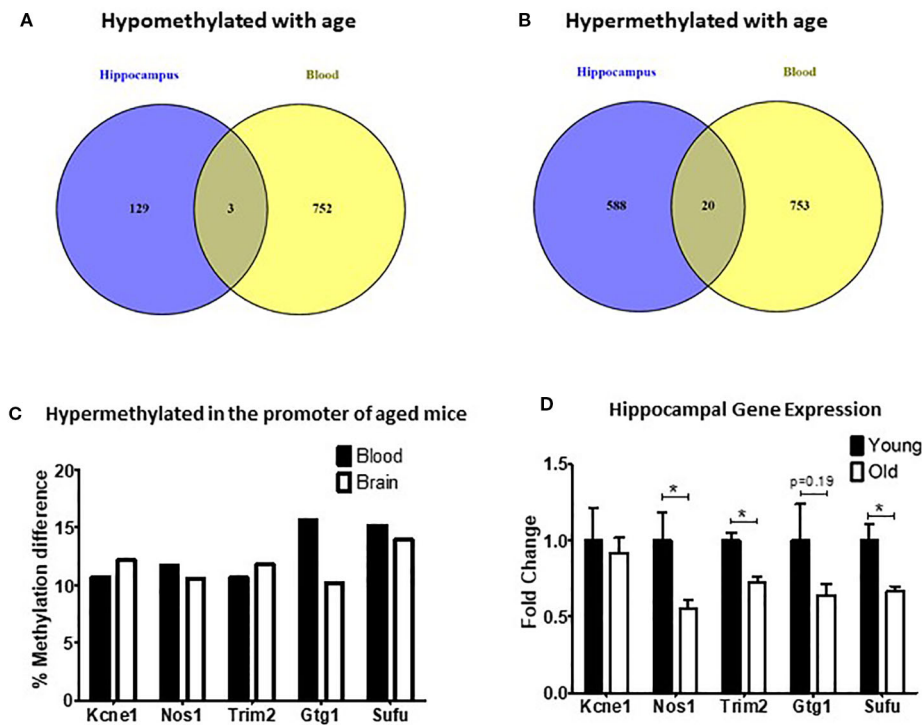 A Hypomethylated with age
Hippocampus Blood
129 3 752
B Hypermethylated with age
Hippocampus Blood
588 20 753
C Hypermethylated in the promoter of aged mice
Blood
Brain
% Methylation difference
20
15
10
5
0
Kcne1 Nos1 Trim2 Gtg1 Sufu
D Hippocampal Gene Expression
Young
Old
Fold Change
1.5
1.0
0.5
0.0
* * p=0.19 *
Kcne1 Nos1 Trim2 Gtg1 Sufu